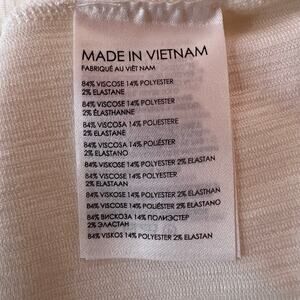 MADE IN VIETNAM
FABRIQUÉ AU VIÊT NAM
84% VISCOSE 14% POLYESTER
2% ELASTANE
84% VISCOSE 14% POLYESTER
2% ÉLASTHANNE
84% VISCOSA 14% POLIESTERE
2% ELASTANE
84% VISCOSA 14% POLIÉSTER
2% ELASTANO
84% VISKOSE 14% POLYESTER 2% ELASTAN
84% VISCOSE 14% POLYESTER
2% ELASTAAN
84% VISKOSE 14% POLYESTER 2% ELASTHAN
84% VISCOSE 14% POLIÉSTER 2% ELASTANO
84% ВИСКОЗА 14% ПОЛИЭСТЕР
2% ЭЛАСТАН
84% VISKOS 14% POLYESTER 2% ELASTAN